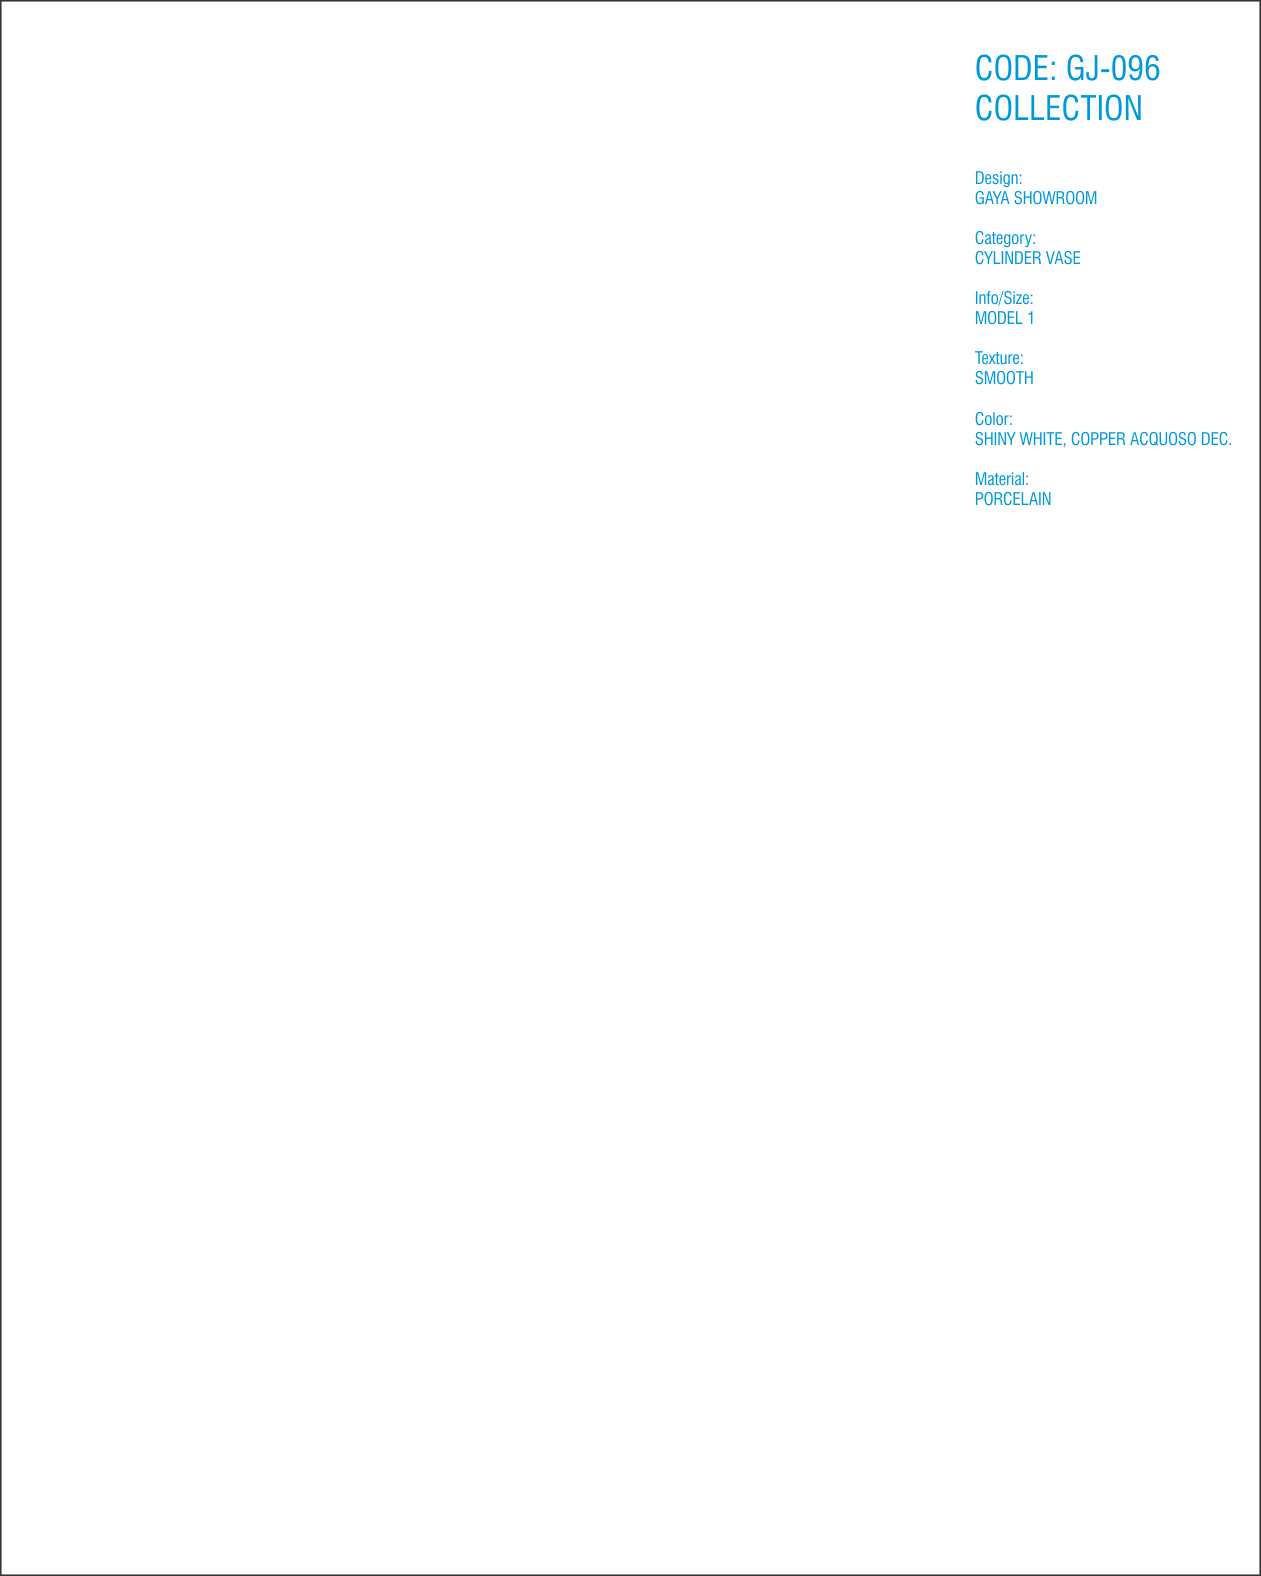 CODE: GJ-096
COLLECTION
Design:
GAYA SHOWROOM
Category:
CYLINDER VASE
Info/Size:
MODEL 1
Texture:
SMOOTH
Color:
SHINY WHITE, COPPER ACQUOSO DEC.
Material:
PORCELAIN